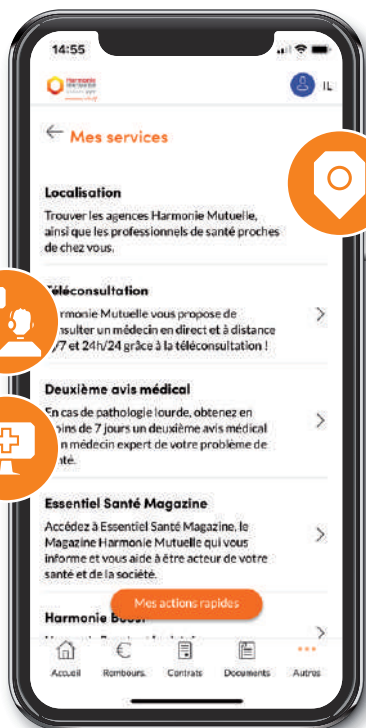 14:55
Harmonie
IL
← Mes services
Localisation
Trouver les agences Harmonie Mutuelle,
ainsi que les professionnels de santé proches
de chez vous.
Téléconsultation
rmonie Mutuelle vous propose de
nsulter un médecin en direct et à distance
/7 et 24h/24 grâce à la téléconsultation !
Deuxième avis médical
En cas de pathologie lourde, obtenez en
oins de 7 jours un deuxième avis médical
n médecin expert de votre problème de
nté.
Essentiel Santé Magazine
Accédez à Essentiel Santé Magazine, le
Magazine Harmonie Mutuelle qui vous
informe et vous aide à être acteur de votre
santé et de la société.
Mes actions rapides
Harmonie
Accueil
Rembours.
Contrats
Documents
Autres